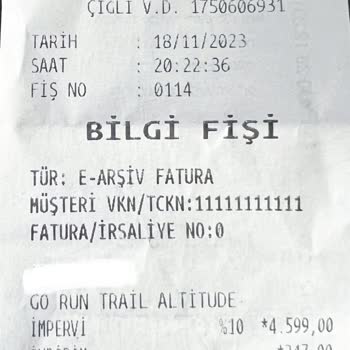 ÇİGLİ V.D. 1750606931
TARİH : 18/11/2023
SAAT : 20:22:36
FİŞ NO : 0114
BİLGİ FİŞİ
TÜR: E-ARŞİV FATURA
MÜŞTERİ VKN/TCKN:11111111111
FATURA/İRSALİYE NO:0
GO RUN TRAIL ALTITUDE
İMPERVİ %10 *4.599,00